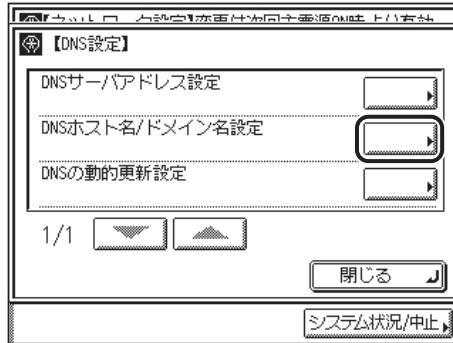 【DNS設定】
DNSサーバアドレス設定
DNSホスト名/ドメイン名設定
DNSの動的更新設定
1/1
閉じる
システム状況/中止